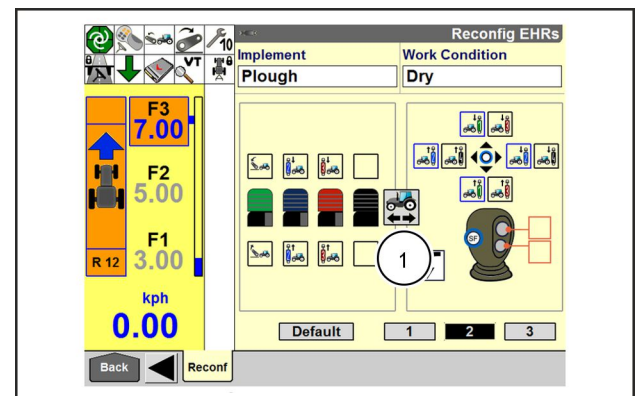 Reconfig EHRs
10
VT
Implement
Work Condition
Plough
Dry
F3
7.00
F2
5.00
F1
3.00
R 12
kph
0.00
SF
1
Default
1
2
3
Back
Reconf